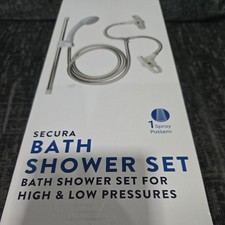 1 Spray
Pattern
SECURA
BATH
SHOWER SET
BATH SHOWER SET FOR
HIGH & LOW PRESSURES